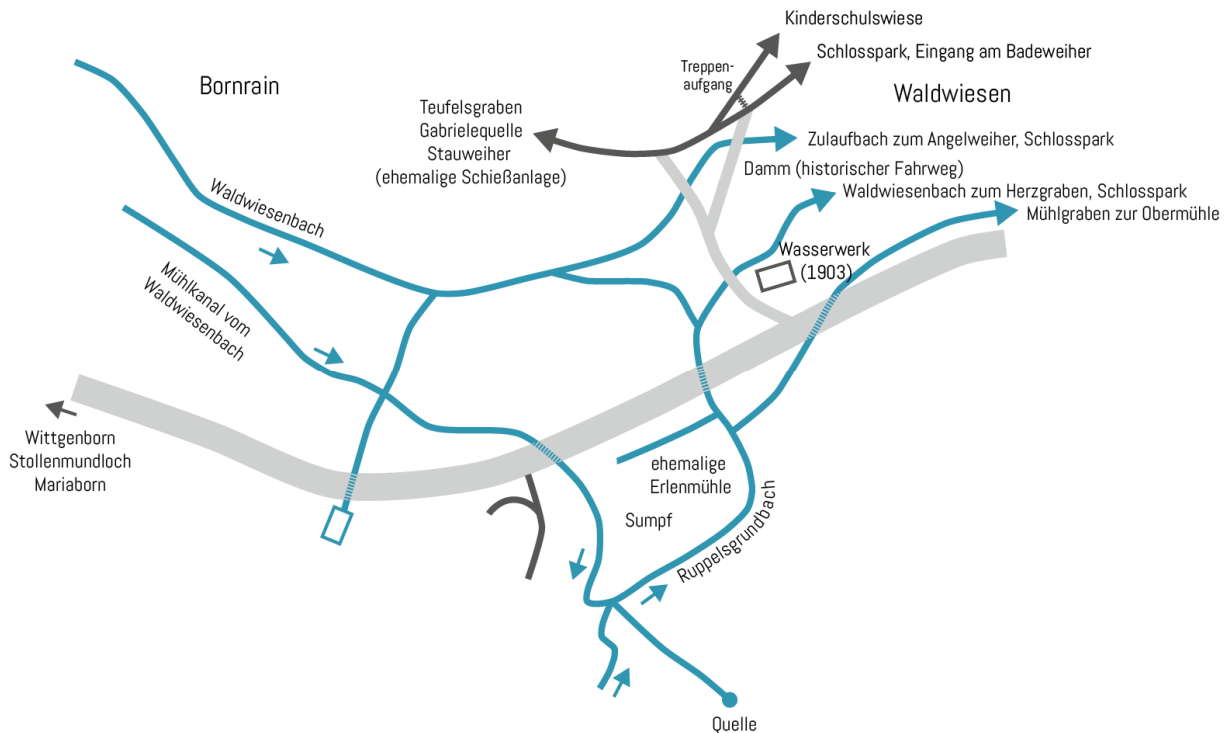 Kinderschulswiese
Schlosspark, Eingang am Badeweiher
Treppen-
aufgang
Bornrain
Waldwiesen
Teufelsgraben
Gabrielequelle
Stauweiher
(ehemalige Schießanlage)
Zulaufbach zum Angelweiher, Schlosspark
Damm (historischer Fahrweg)
Waldwiesenbach zum Herzgraben, Schlosspark
Mühlgraben zur Obermühle
Waldwiesenbach
Wasserwerk
(1903)
Mühlkanal vom
Waldwiesenbach
Wittgenborn
Stollenmundloch
Mariaborn
ehemalige
Erlenmühle
Sumpf
Ruppelsgrundbach
Quelle